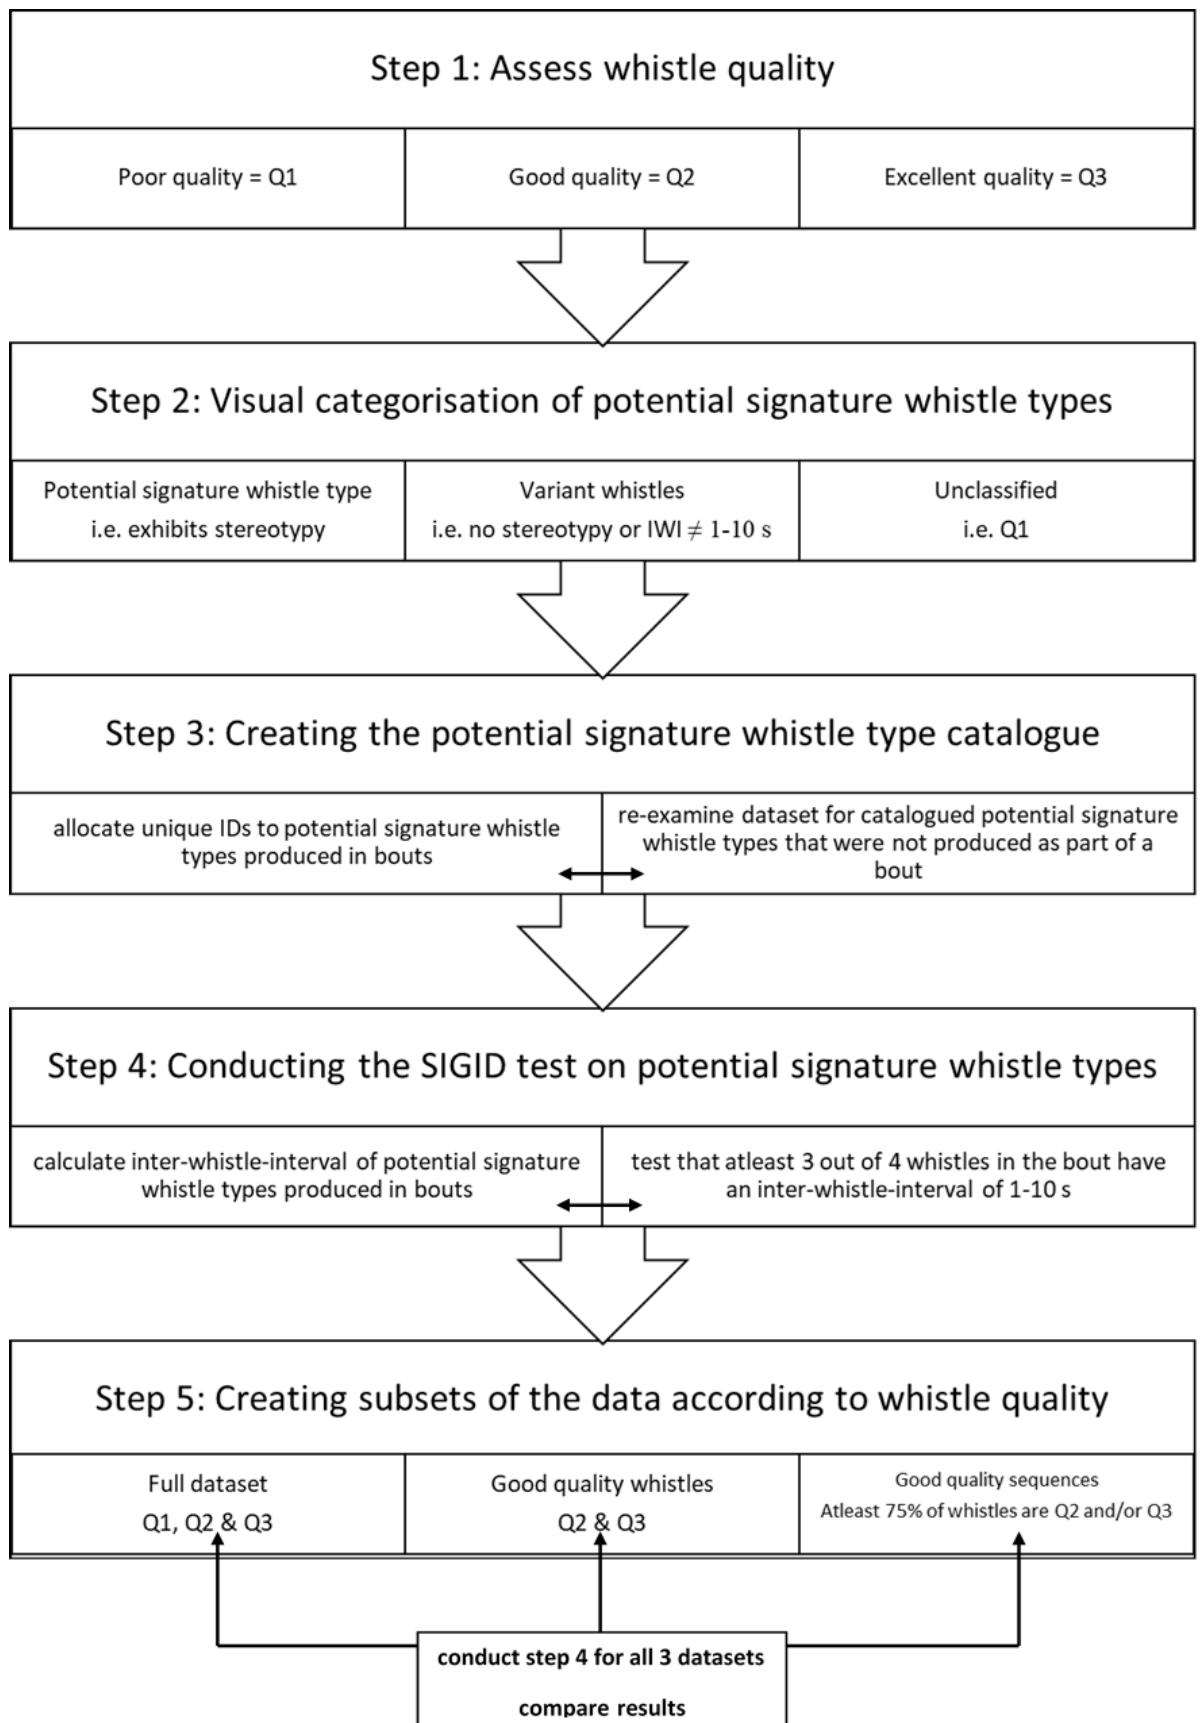 Step 1: Assess whistle quality
Poor quality = Q1
Good quality = Q2
Excellent quality = Q3
Step 2: Visual categorisation of potential signature whistle types
Potential signature whistle type
i.e. exhibits stereotypy
Variant whistles
i.e. no stereotypy or IWI ≠ 1-10 s
Unclassified
i.e. Q1
Step 3: Creating the potential signature whistle type catalogue
allocate unique IDs to potential signature whistle
types produced in bouts
re-examine dataset for catalogued potential signature
whistle types that were not produced as part of a
bout
Step 4: Conducting the SIGID test on potential signature whistle types
calculate inter-whistle-interval of potential signature
whistle types produced in bouts
test that atleast 3 out of 4 whistles in the bout have
an inter-whistle-interval of 1-10 s
Step 5: Creating subsets of the data according to whistle quality
Full dataset
Q1, Q2 & Q3
Good quality whistles
Q2 & Q3
Good quality sequences
Atleast 75% of whistles are Q2 and/or Q3
conduct step 4 for all 3 datasets
compare results